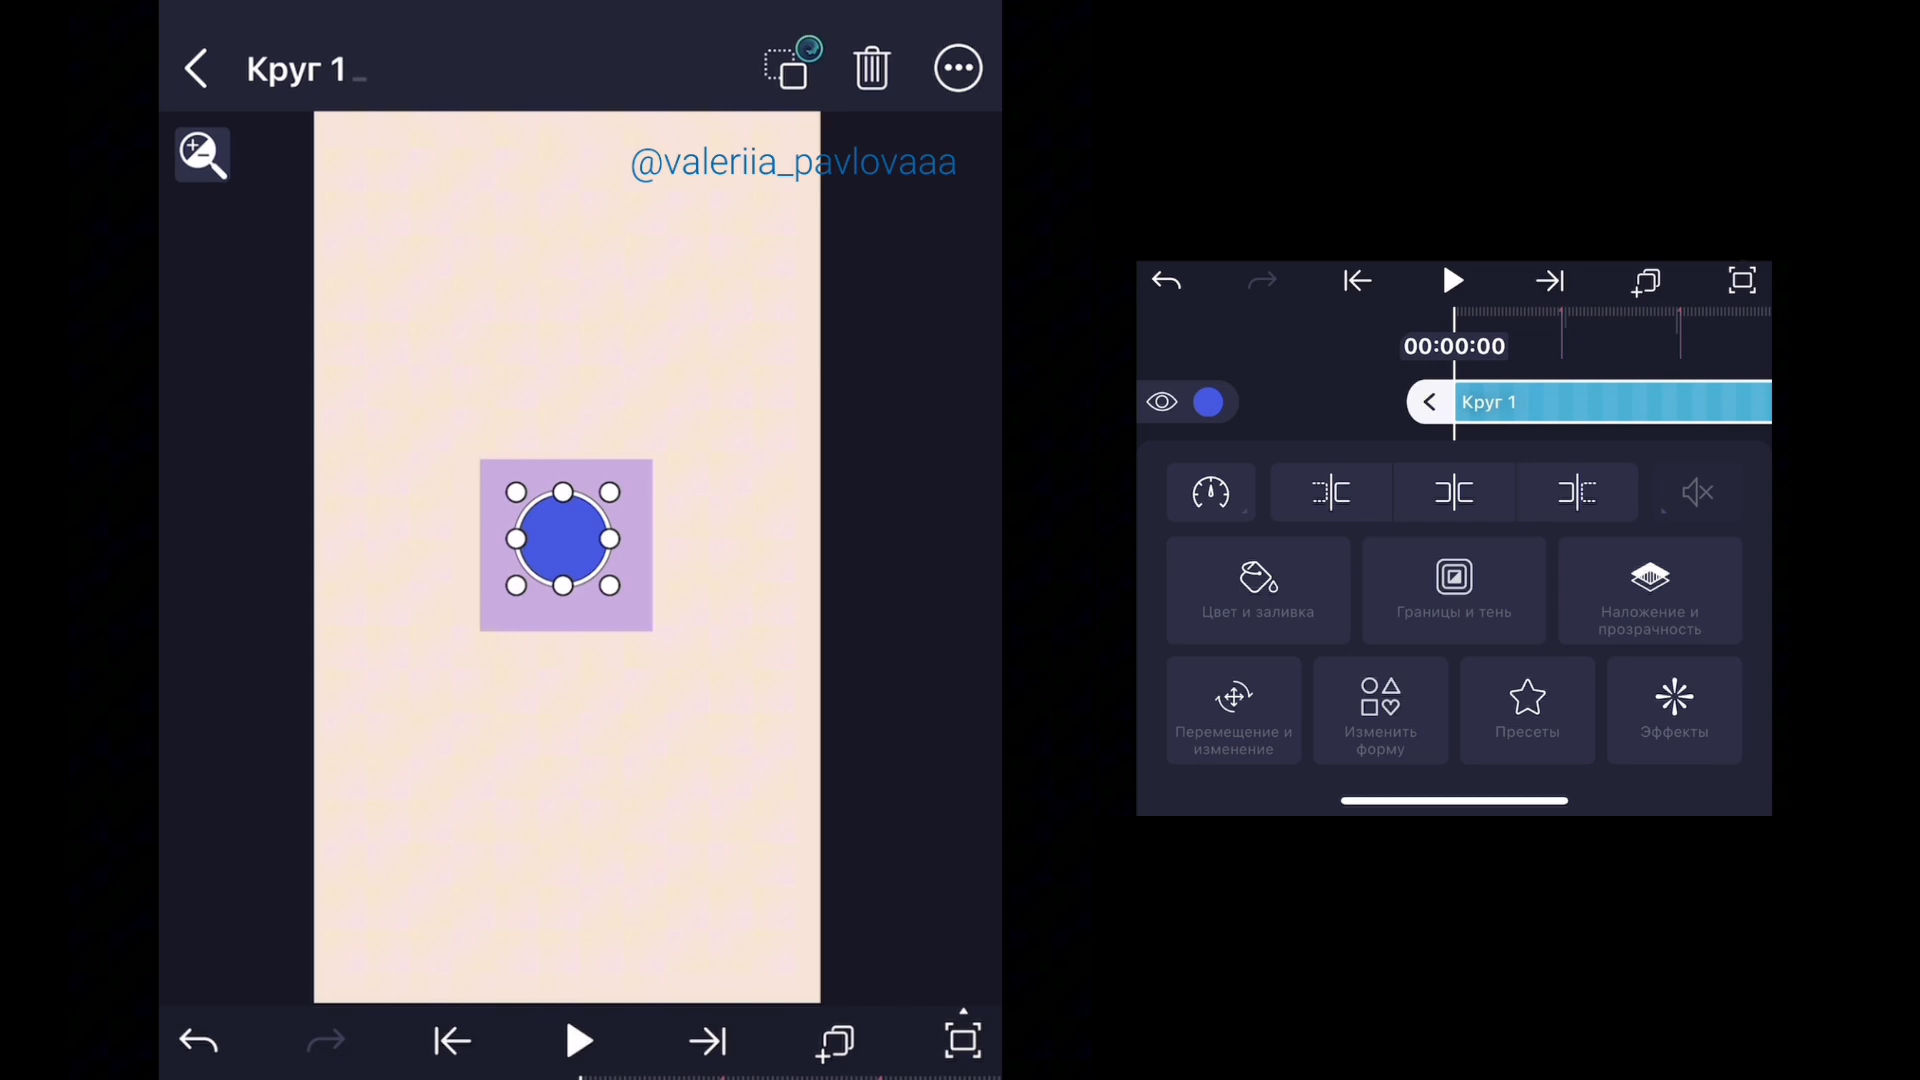 Круг 1
@valeriia_pavlovaaa
00:00:00
Круг 1
Цвет и заливка
Границы и тень
Наложение и
прозрачность
Перемещение и
изменение
Изменить
форму
Пресеты
Эффекты